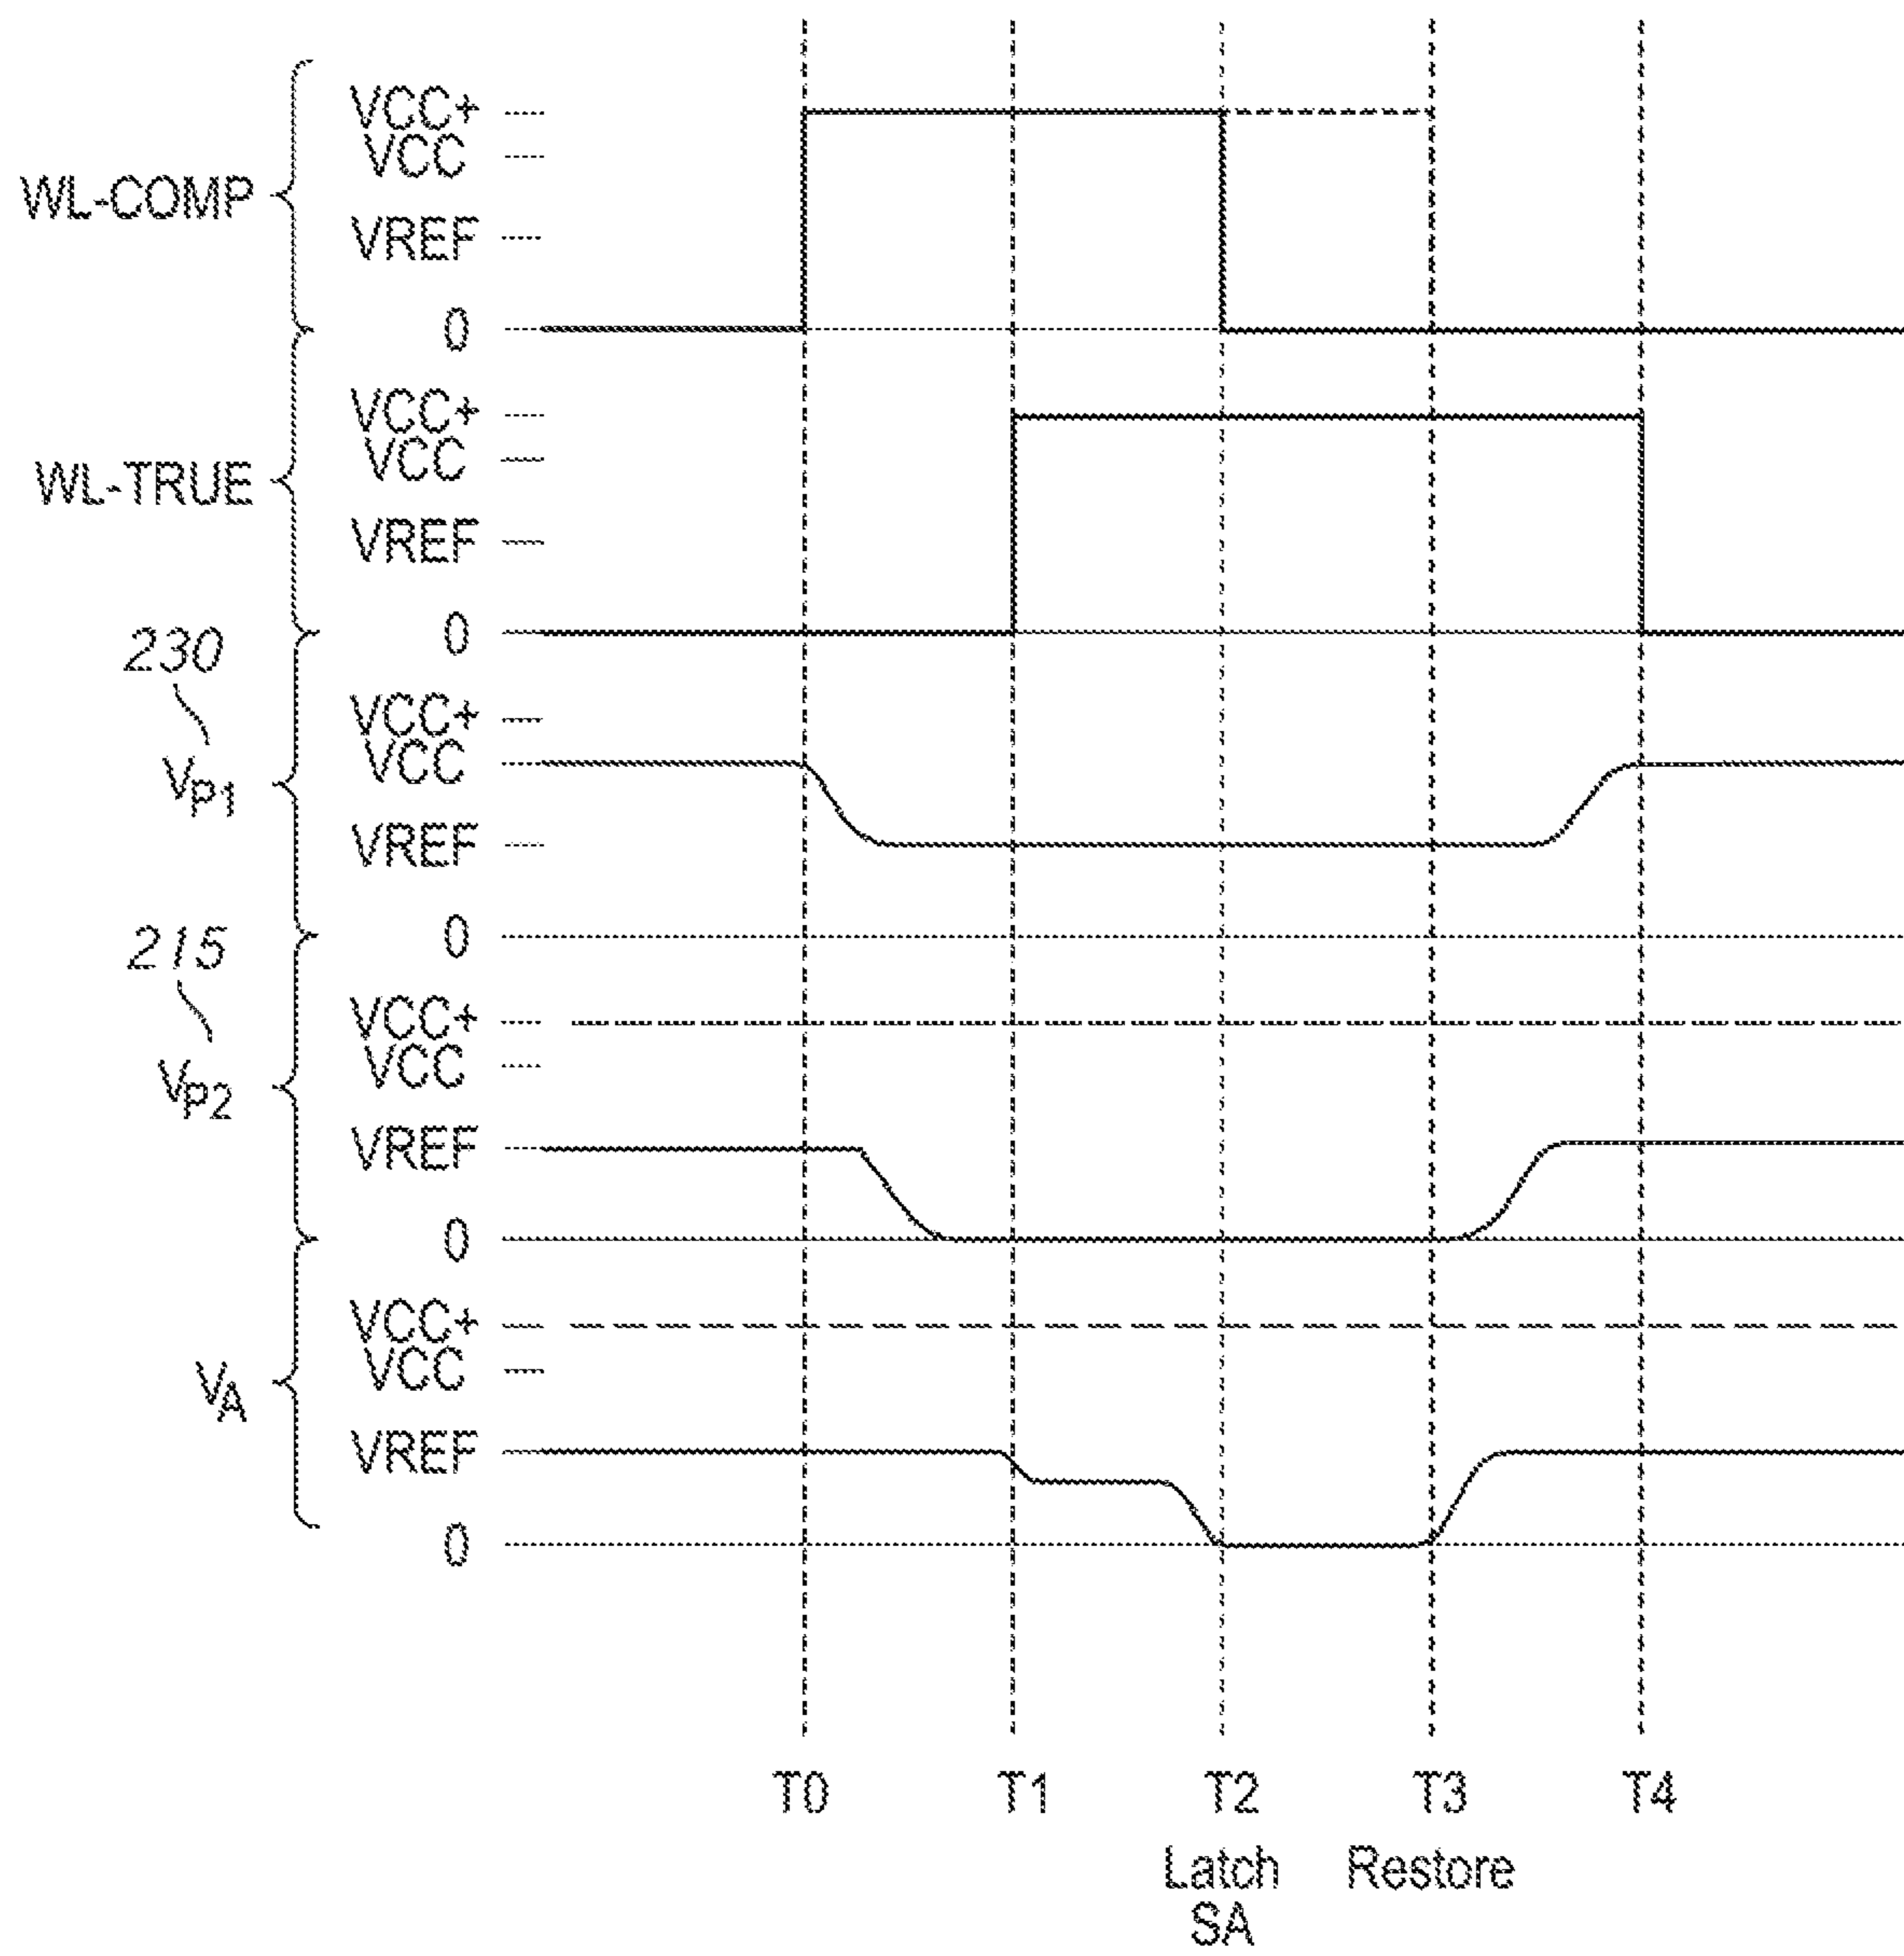 VCC+
VCC
WL-COMP
VREF
0
VCC+
VCC
WL-TRUE
VREF
0
230
VCC+
VCC
VP1
VREF
0
215
VCC+
VCC
VP2
VREF
0
VCC+
VCC
VA
VREF
0
T0 T1 T2 T3 T4
Latch Restore
SA